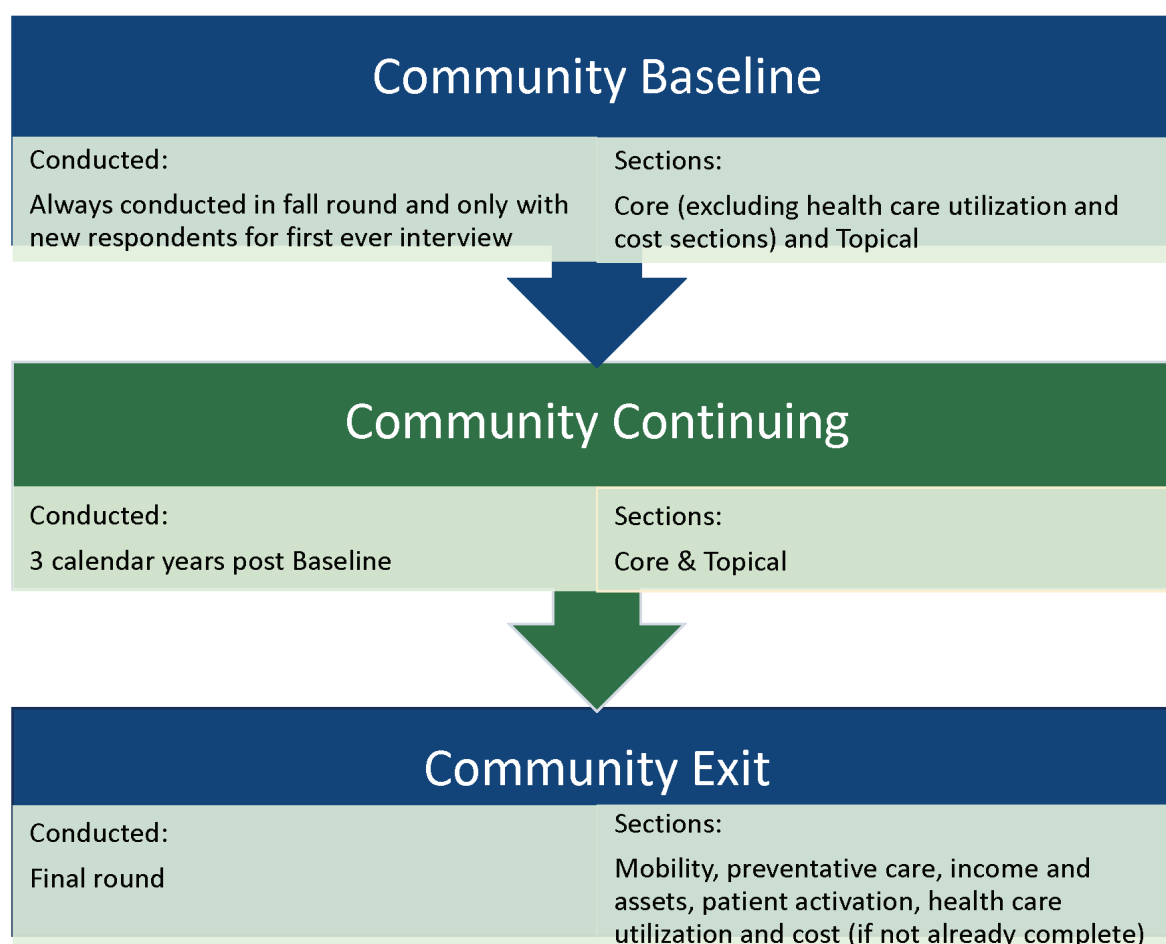 Community Baseline
Conducted:
Always conducted in fall round and only with
new respondents for first ever interview
Sections:
Core (excluding health care utilization and
cost sections) and Topical
Community Continuing
Conducted:
3 calendar years post Baseline
Sections:
Core & Topical
Community Exit
Conducted:
Final round
Sections:
Mobility, preventative care, income and
assets, patient activation, health care
utilization and cost (if not already complete)